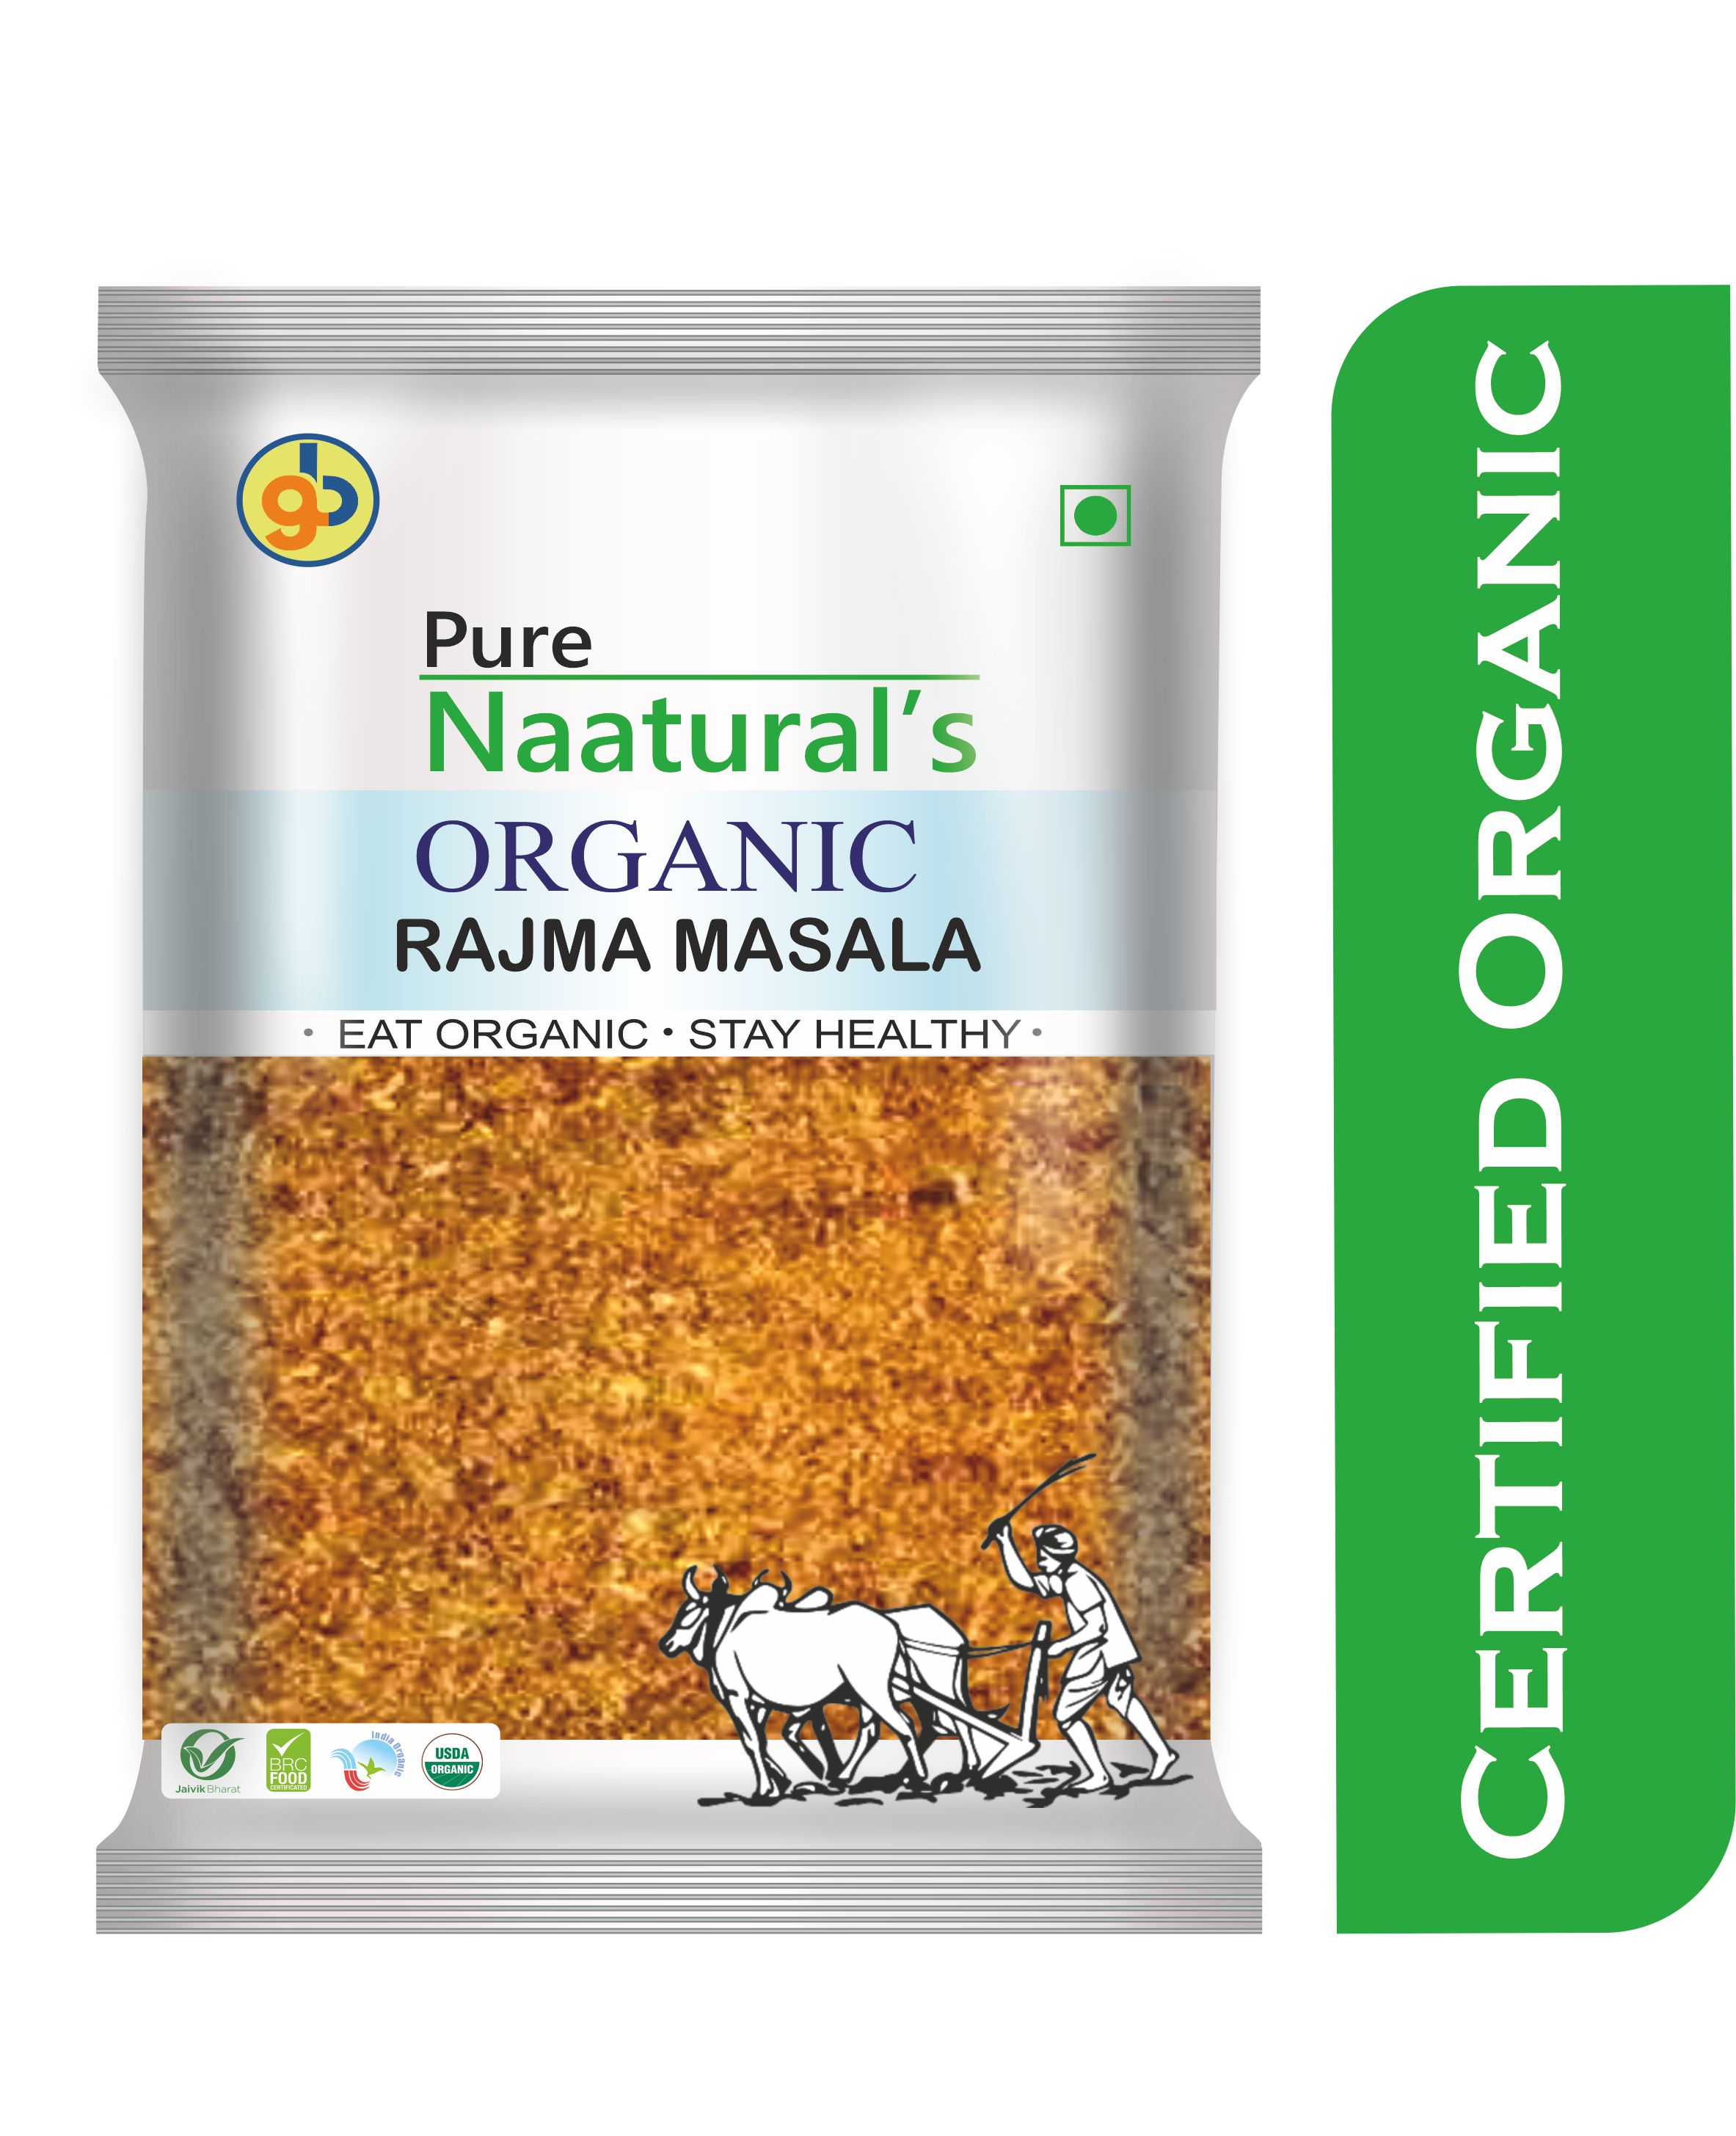 gb
Pure
Naatural's
ORGANIC
RAJMA MASALA
• EAT ORGANIC • STAY HEALTHY •
Jaivik Bharat
BRC
FOOD
CERTIFICATED
India Organic
USDA
ORGANIC
CERTIFIED ORGANIC